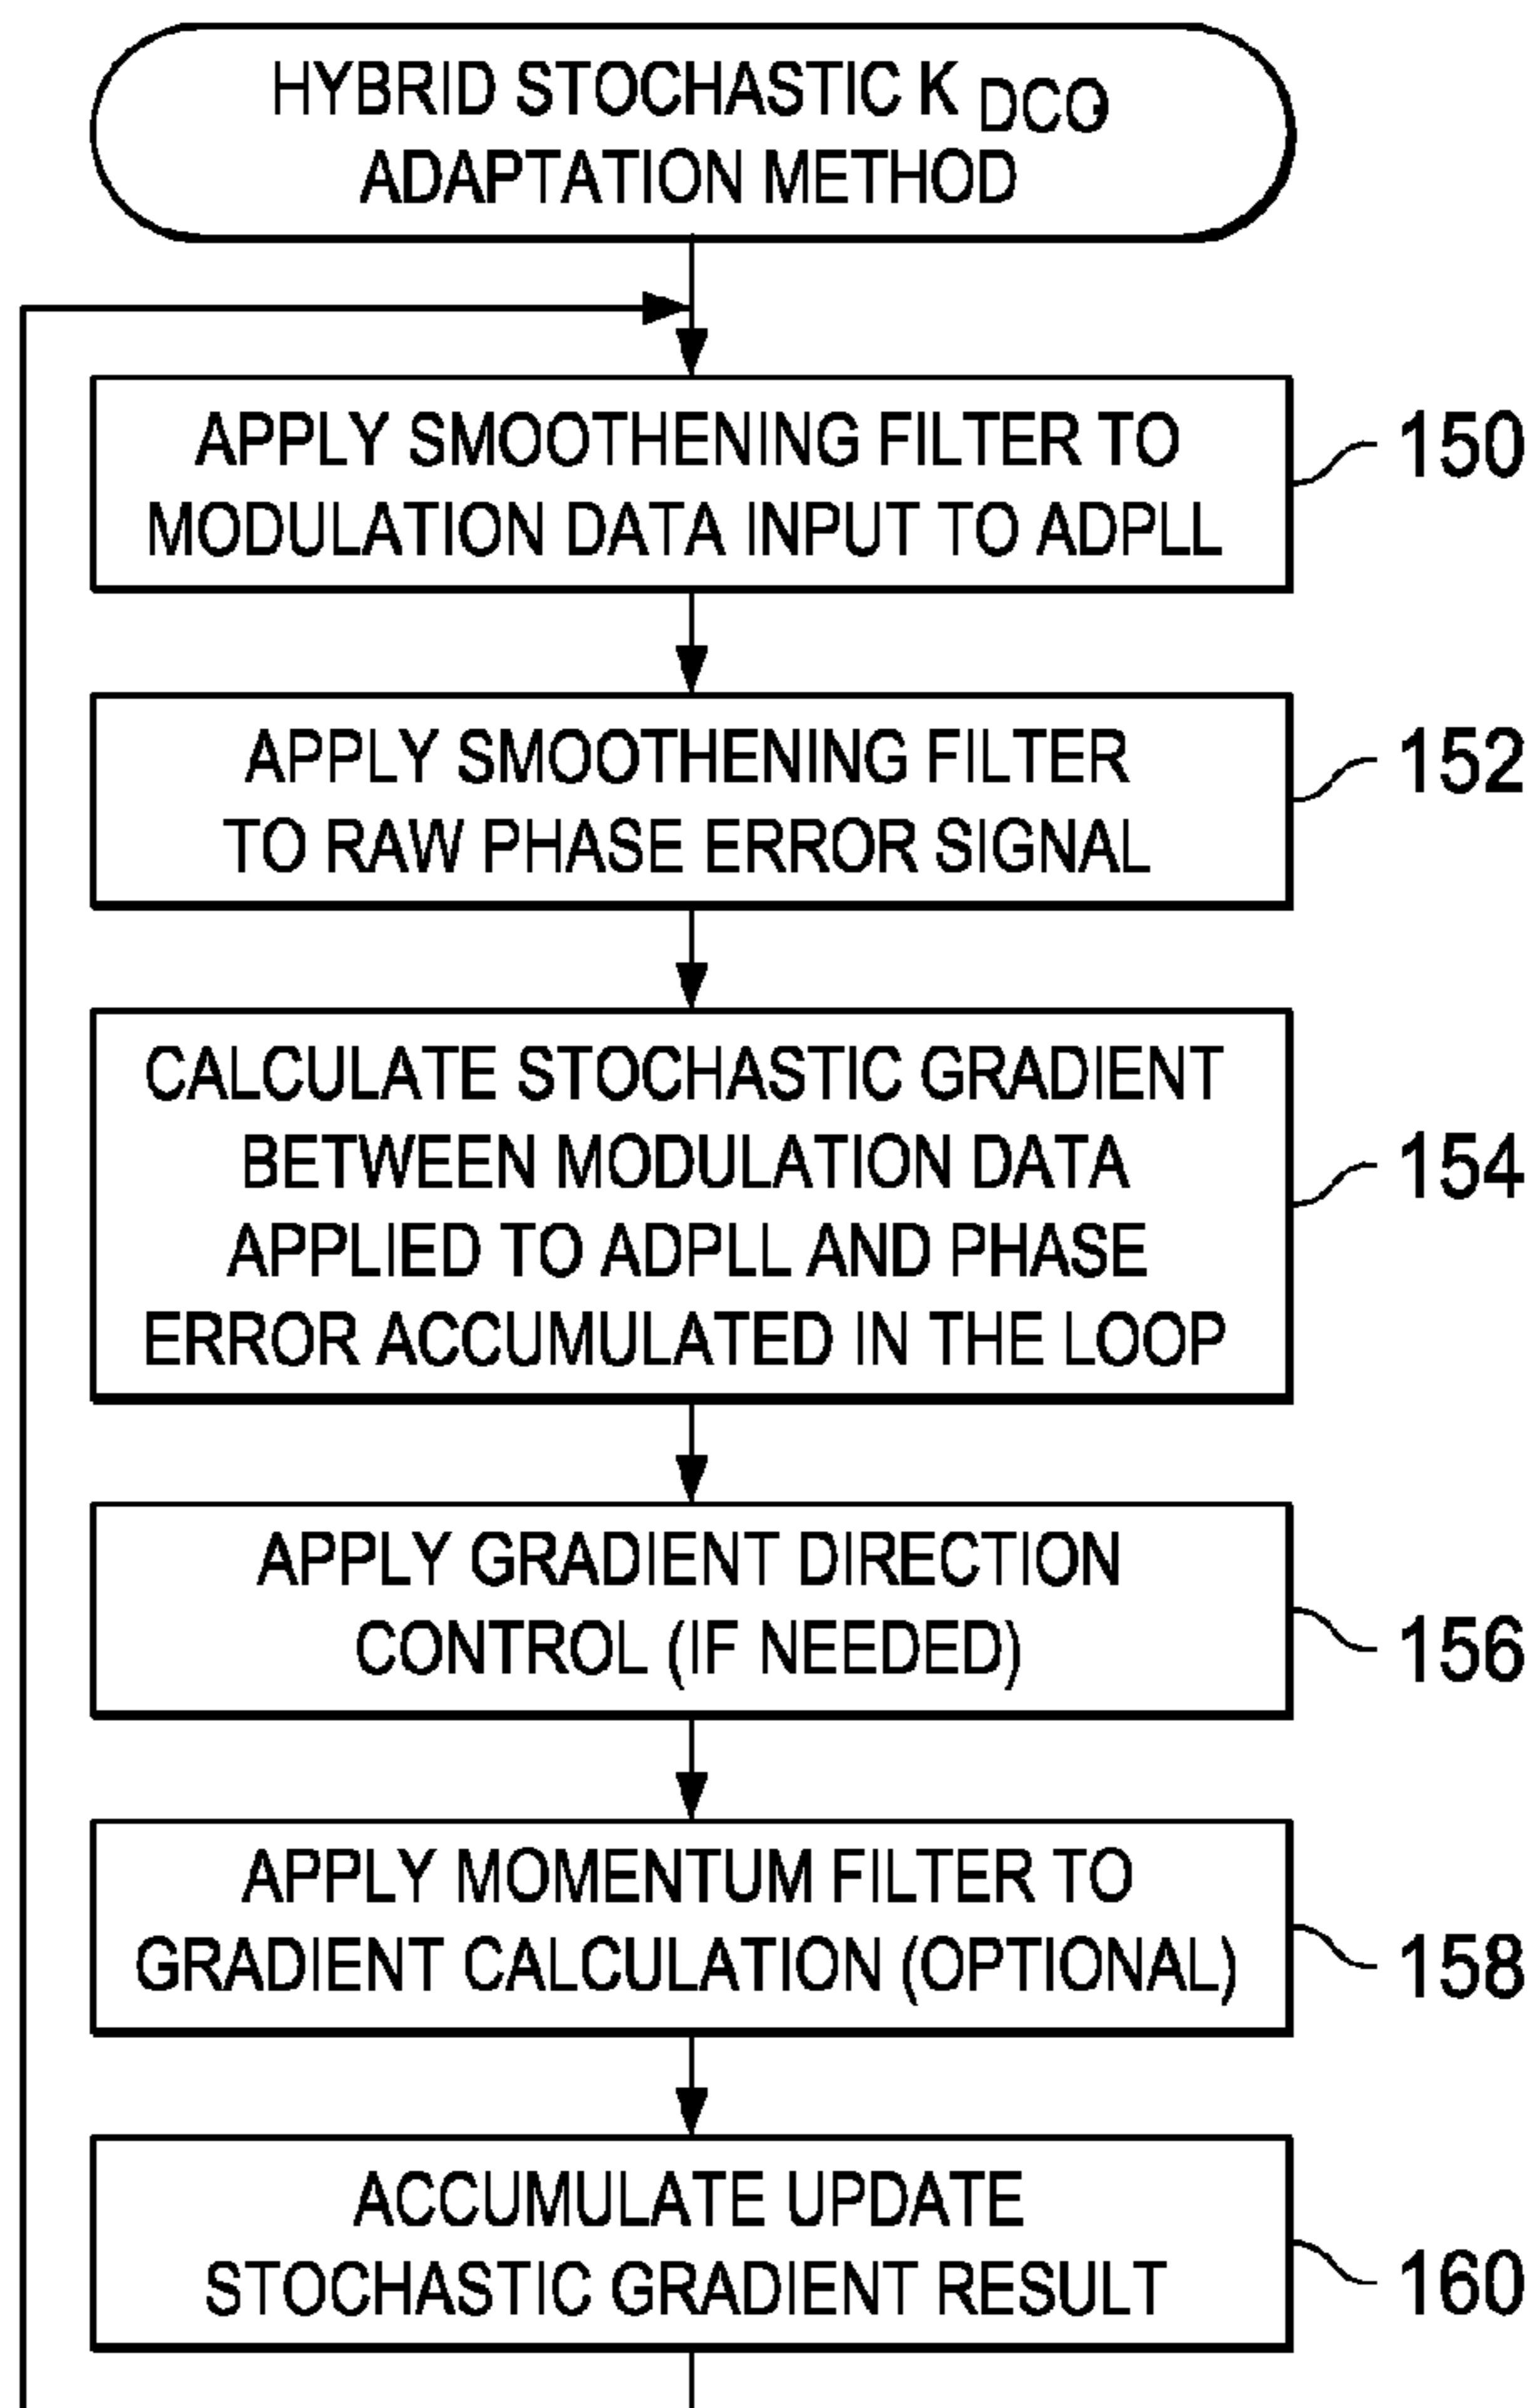 HYBRID STOCHASTIC K DCO
ADAPTATION METHOD
APPLY SMOOTHENING FILTER TO
MODULATION DATA INPUT TO ADPLL
150
APPLY SMOOTHENING FILTER
TO RAW PHASE ERROR SIGNAL
152
CALCULATE STOCHASTIC GRADIENT
BETWEEN MODULATION DATA
APPLIED TO ADPLL AND PHASE
ERROR ACCUMULATED IN THE LOOP
154
APPLY GRADIENT DIRECTION
CONTROL (IF NEEDED)
156
APPLY MOMENTUM FILTER TO
GRADIENT CALCULATION (OPTIONAL)
158
ACCUMULATE UPDATE
STOCHASTIC GRADIENT RESULT
160